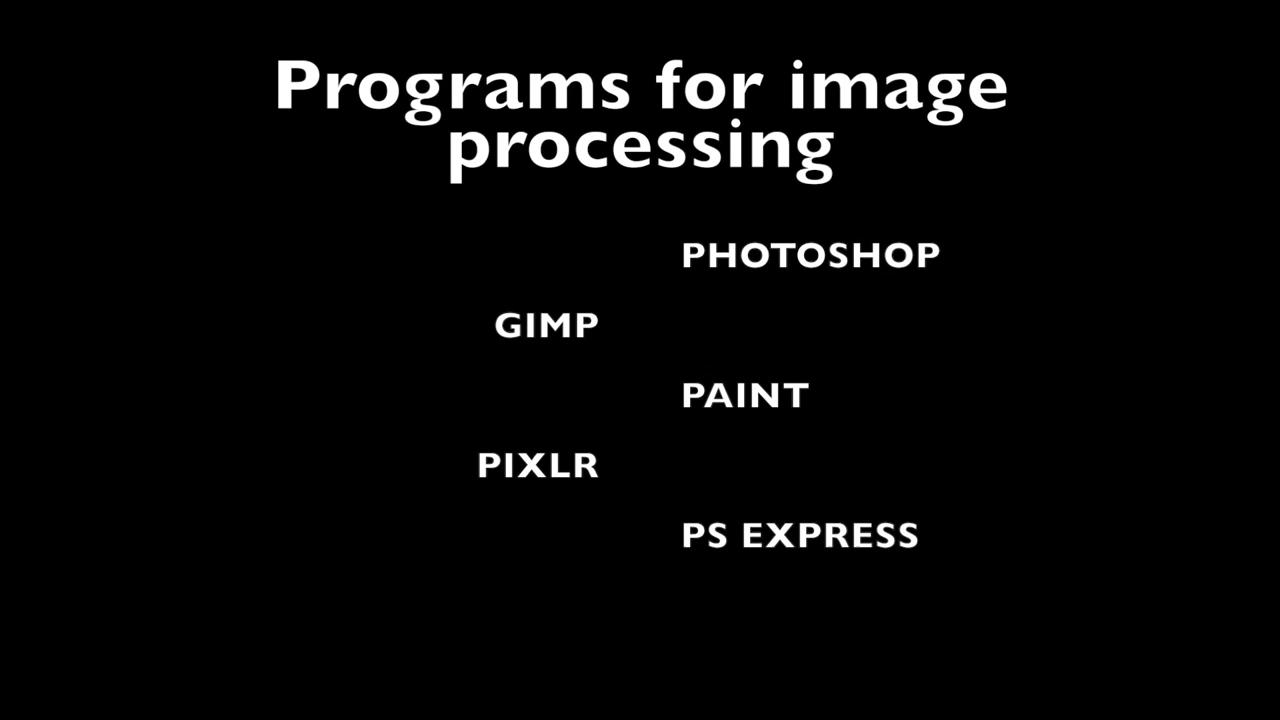 Programs for image
processing
PHOTOSHOP
GIMP
PAINT
PIXLR
PS EXPRESS